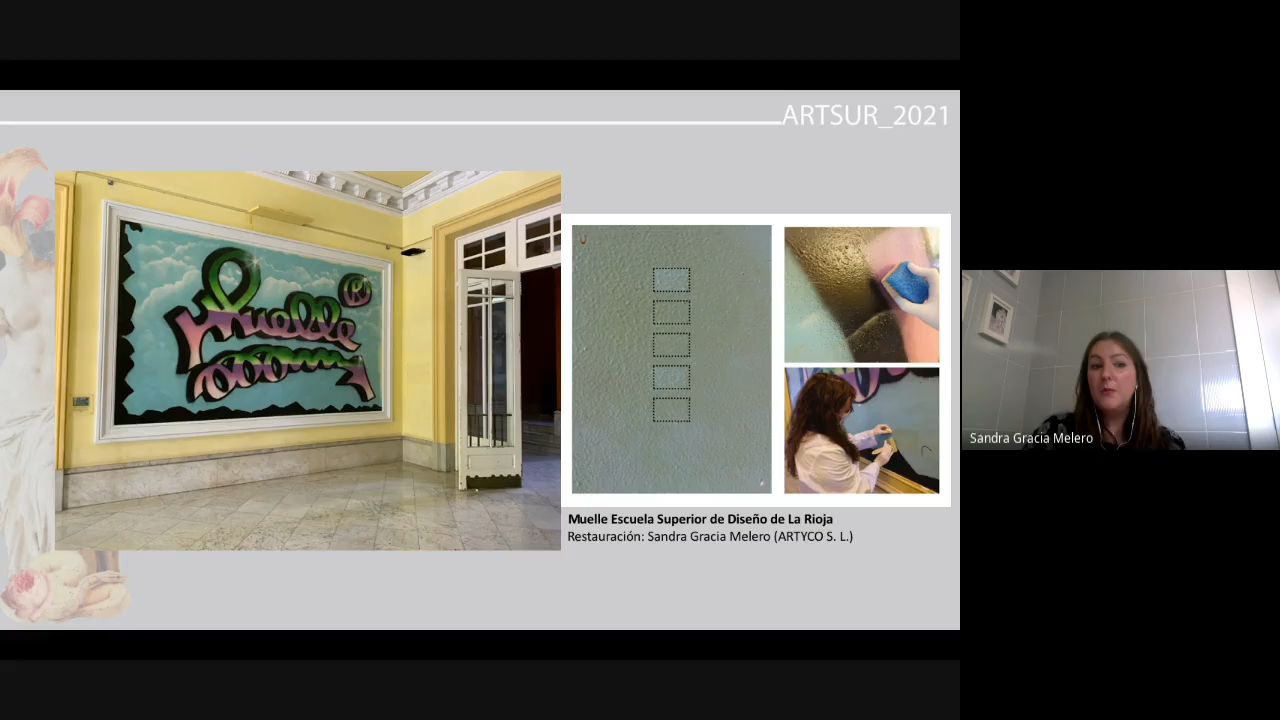 ARTSUR_2021
Muelle
®
Muelle Escuela Superior de Diseño de La Rioja
Restauración: Sandra Gracia Melero (ARTYCO S. L.)
Sandra Gracia Melero